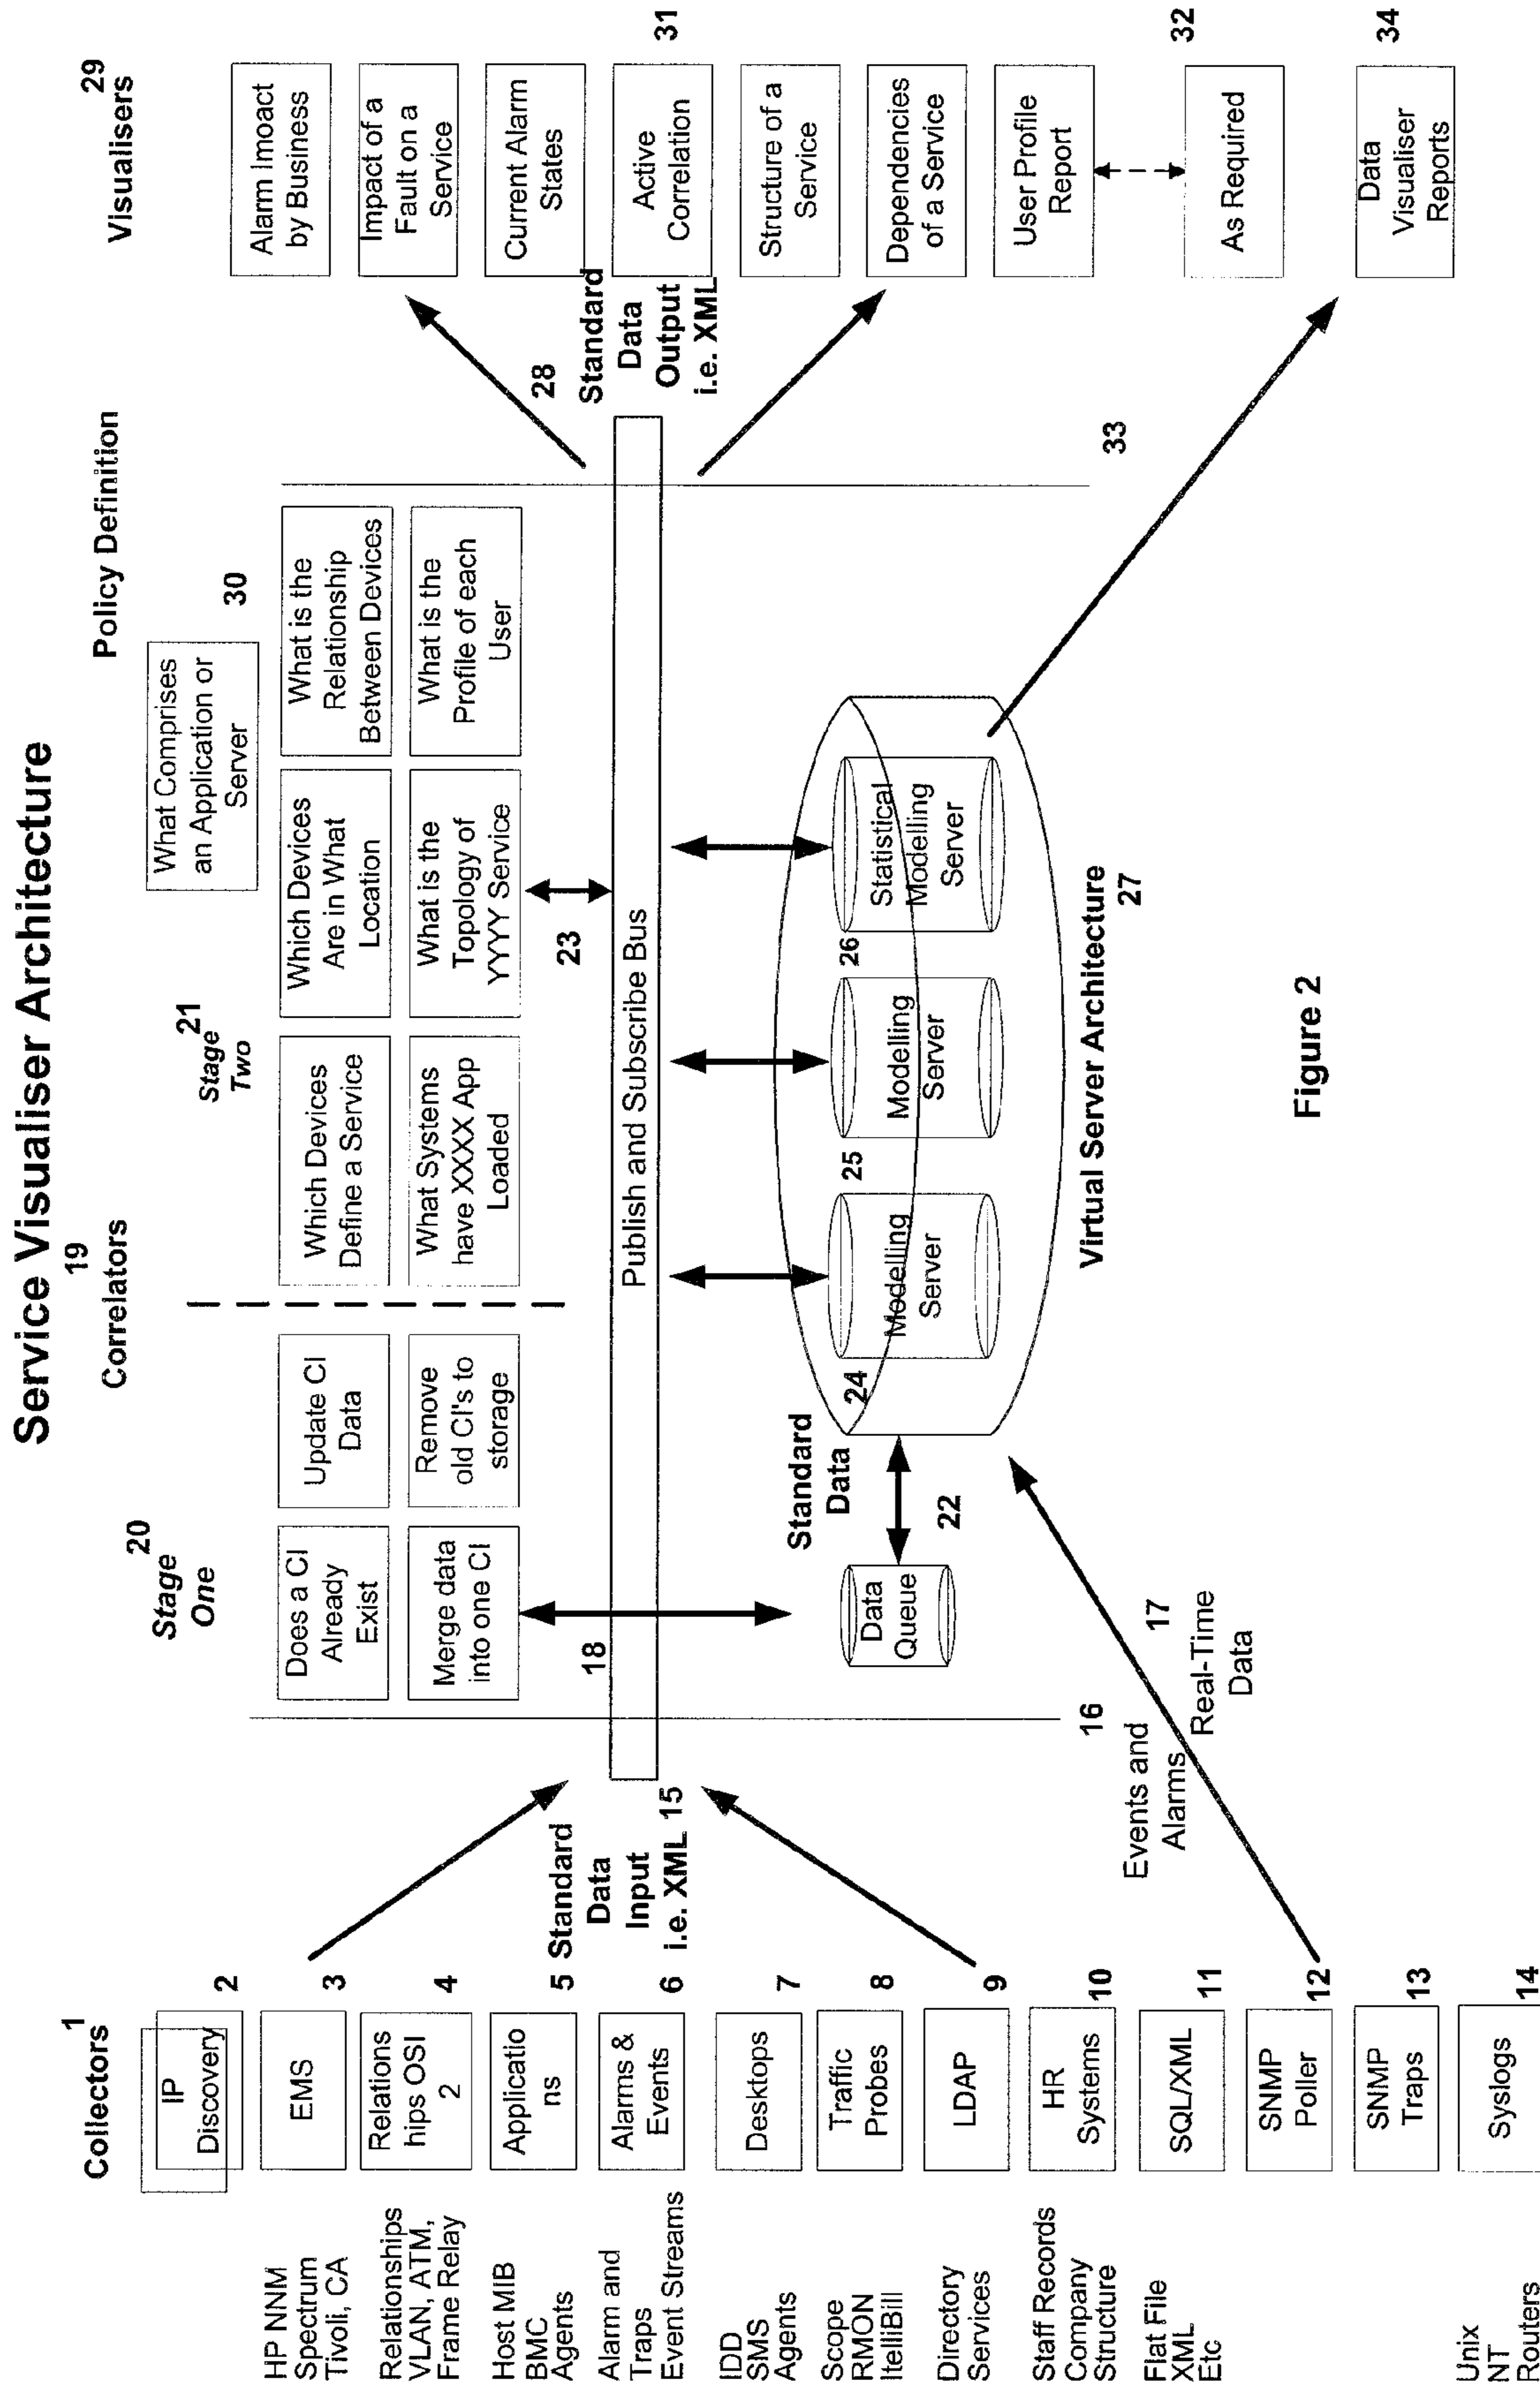 Service Visualiser Architecture
Collectors 1
IP
Discovery
2
HP NNM
Spectrum
Tivoli, CA
EMS
3
Relationships
VLAN, ATM,
Frame Relay
Relations
hips OSI
2
4
Host MIB
BMC
Agents
Applicatio
ns
5
Alarm and
Traps
Event Streams
Alarms &
Events
6
IDD
SMS
Agents
Desktops
7
Scope
RMON
ItelliBill
Traffic
Probes
8
Directory
Services
LDAP
9
Staff Records
Company
Structure
HR
Systems
10
Flat File
XML
Etc
SQL/XML
11
SNMP
Poller
12
SNMP
Traps
13
Unix
NT
Routers
Syslogs
14
Standard
Data
Input
i.e. XML 15
16
Events and
Alarms
17
Real-Time
Data
18
19
Correlators
20
Stage
One
Does a CI
Already
Exist
Update CI
Data
Merge data
into one CI
Remove
old CI's to
storage
21
Stage
Two
Which Devices
Define a Service
Which Devices
Are in What
Location
What is the
Relationship
Between Devices
What Systems
have XXXX App
Loaded
What is the
Topology of
YYYY Service
What is the
Profile of each
User
What Comprises
an Application or
Server
30
Policy Definition
23
Publish and Subscribe Bus
Data
Queue
Standard
Data
22
24
Modelling
Server
25
Modelling
Server
26
Statistical
Modelling
Server
Virtual Server Architecture
27
28
Standard
Data
Output
i.e. XML
33
29
Visualisers
Alarm Imoact
by Business
Impact of a
Fault on a
Service
Current Alarm
States
Active
Correlation
31
Structure of a
Service
Dependencies
of a Service
User Profile
Report
As Required
32
Data
Visualiser
Reports
34
Figure 2